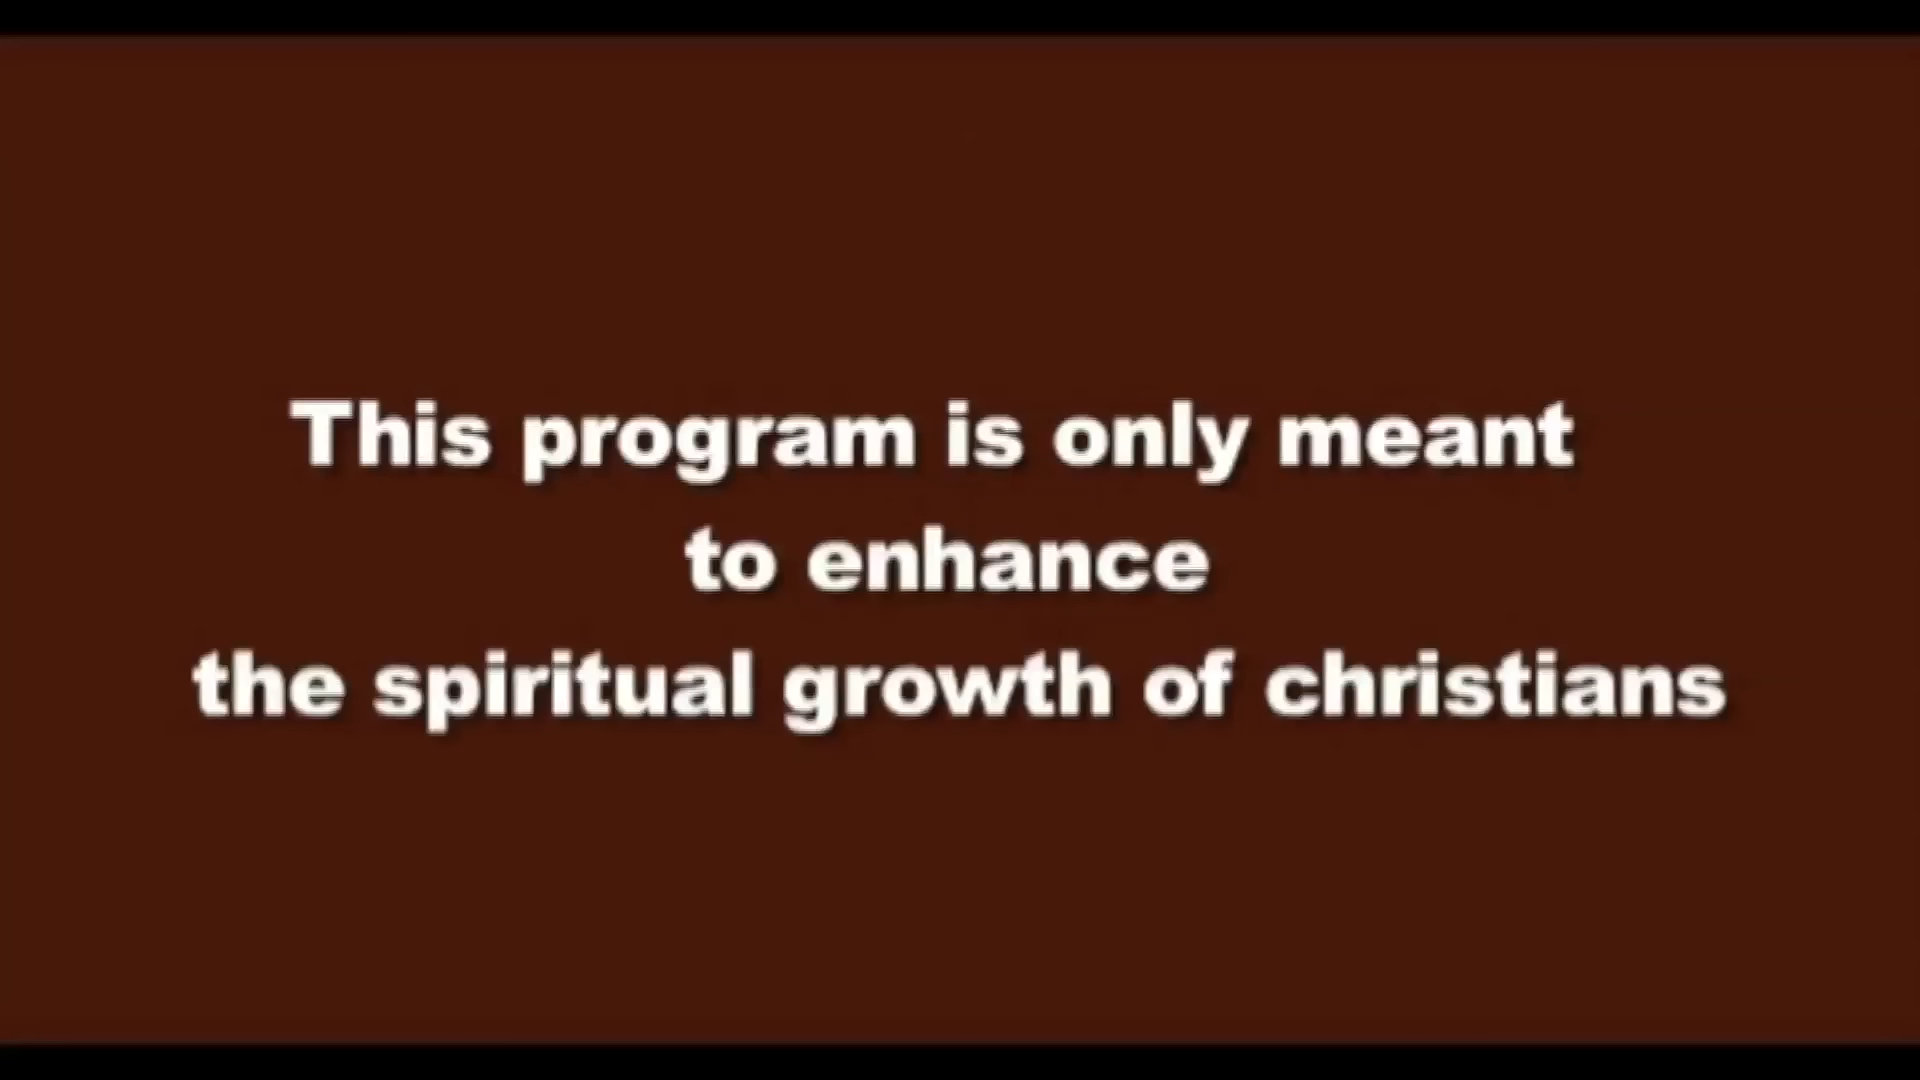 This program is only meant
to enhance
the spiritual growth of christians